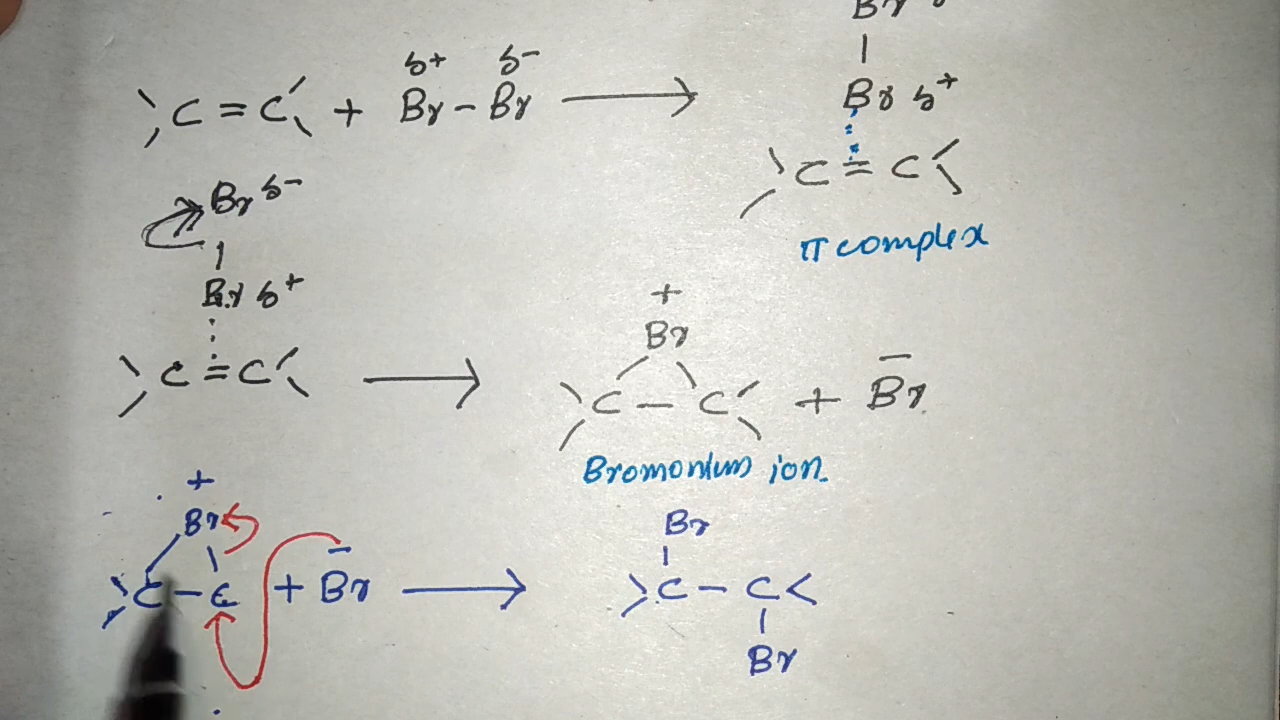 Br δ-
δ+ δ-
C = C + Br - Br ⟶ Br δ+
C = C
π complex
Br δ-
Br δ+
C = C ⟶ C - C + Br⁻
+
Br
Bromonium ion.
+
Br
C - C + Br⁻ ⟶ C - C
Br
Br